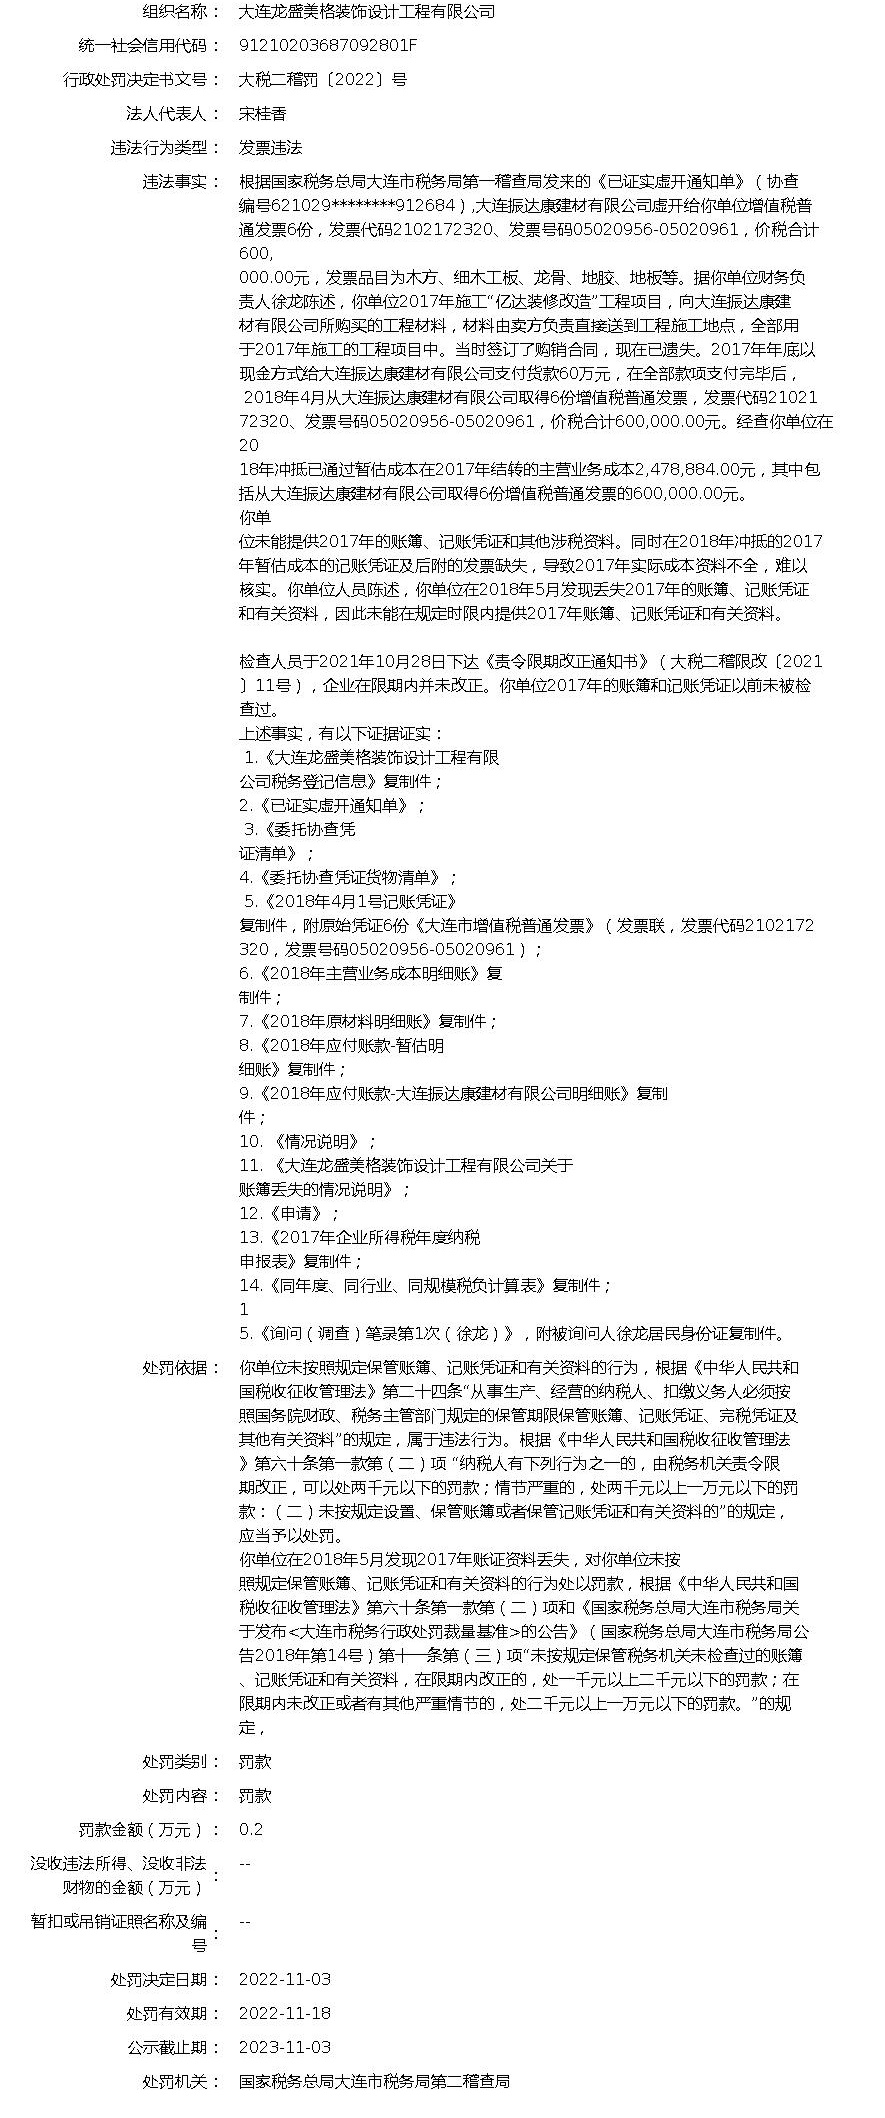 组织名称： 大连龙盛美格装饰设计工程有限公司
统一社会信用代码： 91210203687092801F
行政处罚决定书文号： 大税二稽罚〔2022〕号
法人代表人： 宋桂香
违法行为类型： 发票违法
违法事实： 根据国家税务总局大连市税务局第一稽查局发来的《已证实虚开通知单》（协查
编号621029********912684）,大连振达康建材有限公司虚开给你单位增值税普
通发票6份，发票代码2102172320、发票号码05020956-05020961，价税合计
600,
000.00元，发票品目为木方、细木工板、龙骨、地胶、地板等。据你单位财务负
责人徐龙陈述，你单位2017年施工“亿达装修改造”工程项目，向大连振达康建
材有限公司所购买的工程材料，材料由卖方负责直接送到工程施工地点，全部用
于2017年施工的工程项目中。当时签订了购销合同，现在已遗失。2017年年底以
现金方式给大连振达康建材有限公司支付货款60万元，在全部款项支付完毕后，
2018年4月从大连振达康建材有限公司取得6份增值税普通发票，发票代码21021
72320、发票号码05020956-05020961，价税合计600,000.00元。经查你单位在
20
18年冲抵已通过暂估成本在2017年结转的主营业务成本2,478,884.00元，其中包
括从大连振达康建材有限公司取得6份增值税普通发票的600,000.00元。
你单
位未能提供2017年的账簿、记账凭证和其他涉税资料。同时在2018年冲抵的2017
年暂估成本的记账凭证及后附的发票缺失，导致2017年实际成本资料不全，难以
核实。你单位人员陈述，你单位在2018年5月发现丢失2017年的账簿、记账凭证
和有关资料，因此未能在规定时限内提供2017年账簿、记账凭证和有关资料。
检查人员于2021年10月28日下达《责令限期改正通知书》（大税二稽限改〔2021
〕11号），企业在限期内并未改正。你单位2017年的账簿和记账凭证以前未被检
查过。
上述事实，有以下证据证实：
1.《大连龙盛美格装饰设计工程有限
公司税务登记信息》复制件；
2.《已证实虚开通知单》；
3.《委托协查凭
证清单》；
4.《委托协查凭证货物清单》；
5.《2018年4月1号记账凭证》
复制件，附原始凭证6份《大连市增值税普通发票》（发票联，发票代码2102172
320，发票号码05020956-05020961）；
6.《2018年主营业务成本明细账》复
制件；
7.《2018年原材料明细账》复制件；
8.《2018年应付账款-暂估明
细账》复制件；
9.《2018年应付账款-大连振达康建材有限公司明细账》复制
件；
10. 《情况说明》；
11. 《大连龙盛美格装饰设计工程有限公司关于
账簿丢失的情况说明》；
12.《申请》；
13.《2017年企业所得税年度纳税
申报表》复制件；
14.《同年度、同行业、同规模税负计算表》复制件；
1
5.《询问（调查）笔录第1次（徐龙）》，附被询问人徐龙居民身份证复制件。
处罚依据： 你单位未按照规定保管账簿、记账凭证和有关资料的行为，根据《中华人民共和
国税收征收管理法》第二十四条“从事生产、经营的纳税人、扣缴义务人必须按
照国务院财政、税务主管部门规定的保管期限保管账簿、记账凭证、完税凭证及
其他有关资料”的规定，属于违法行为。根据《中华人民共和国税收征收管理法
》第六十条第一款第（二）项 “纳税人有下列行为之一的，由税务机关责令限
期改正，可以处两千元以下的罚款；情节严重的，处两千元以上一万元以下的罚
款：（二）未按规定设置、保管账簿或者保管记账凭证和有关资料的”的规定，
应当予以处罚。
你单位在2018年5月发现2017年账证资料丢失，对你单位未按
照规定保管账簿、记账凭证和有关资料的行为处以罚款，根据《中华人民共和国
税收征收管理法》第六十条第一款第（二）项和《国家税务总局大连市税务局关
于发布<大连市税务行政处罚裁量基准>的公告》（国家税务总局大连市税务局公
告2018年第14号）第十一条第（三）项“未按规定保管税务机关未检查过的账簿
、记账凭证和有关资料，在限期内改正的，处一千元以上二千元以下的罚款；在
限期内未改正或者有其他严重情节的，处二千元以上一万元以下的罚款。”的规
定，
处罚类别： 罚款
处罚内容： 罚款
罚款金额（万元）： 0.2
没收违法所得、没收非法
财物的金额（万元）： --
暂扣或吊销证照名称及编
号： --
处罚决定日期： 2022-11-03
处罚有效期： 2022-11-18
公示截止期： 2023-11-03
处罚机关： 国家税务总局大连市税务局第二稽查局